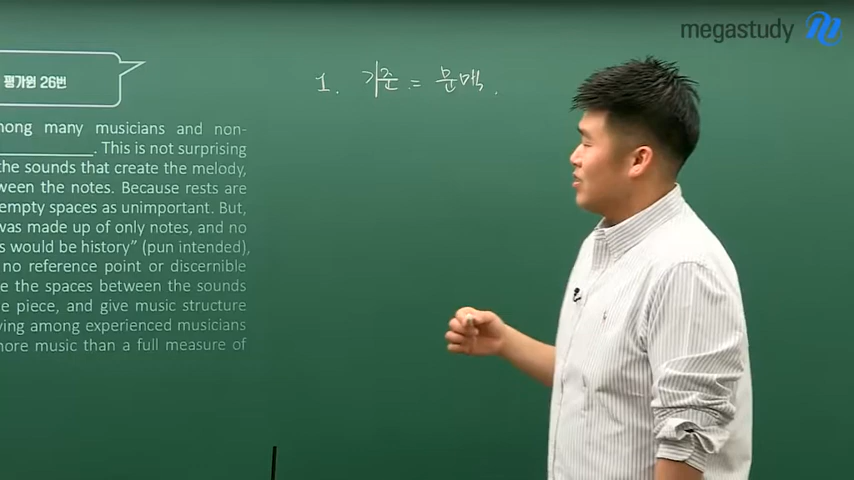 megastudy
평가원 26번
1. 기준 = 문맥.
mong many musicians and non-
. This is not surprising
the sounds that create the melody,
ween the notes. Because rests are
empty spaces as unimportant. But,
was made up of only notes, and no
s would be history” (pun intended).
no reference point or discernible
e the spaces between the sounds
e piece, and give music structure
ying among experienced musicians
nore music than a full measure of